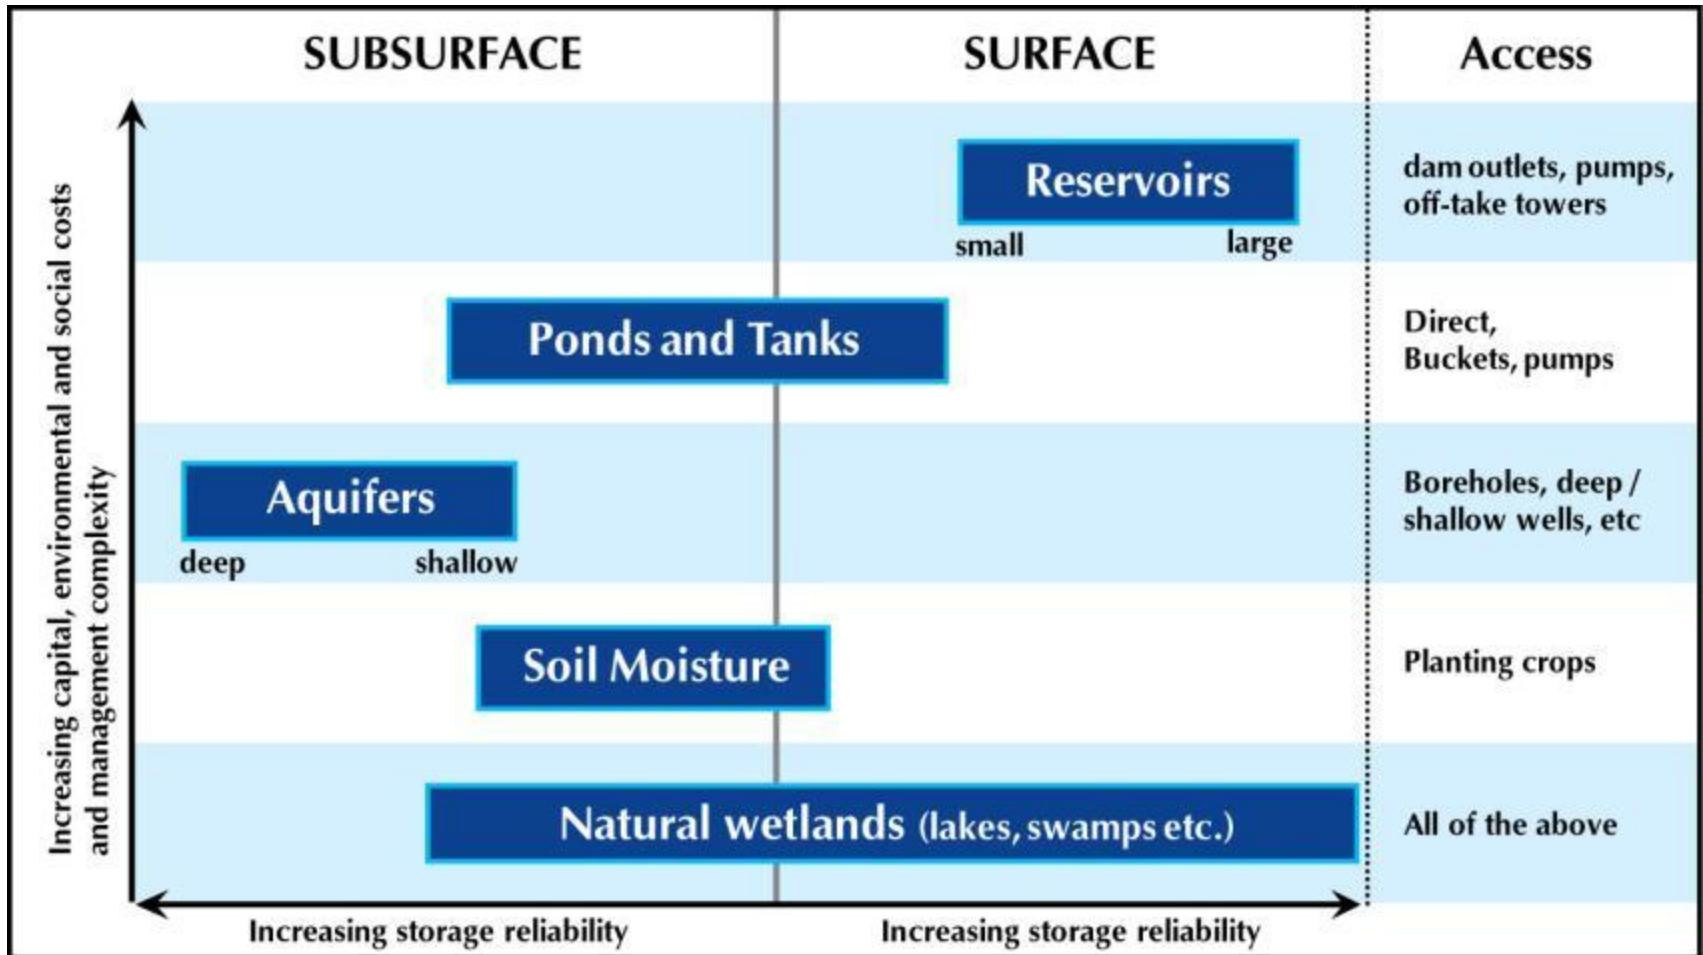 SUBSURFACE
SURFACE
Access
Increasing capital, environmental and social costs
and management complexity
Reservoirs
small
large
dam outlets, pumps,
off-take towers
Ponds and Tanks
Direct,
Buckets, pumps
Aquifers
deep
shallow
Boreholes, deep /
shallow wells, etc
Soil Moisture
Planting crops
Natural wetlands (lakes, swamps etc.)
All of the above
Increasing storage reliability
Increasing storage reliability